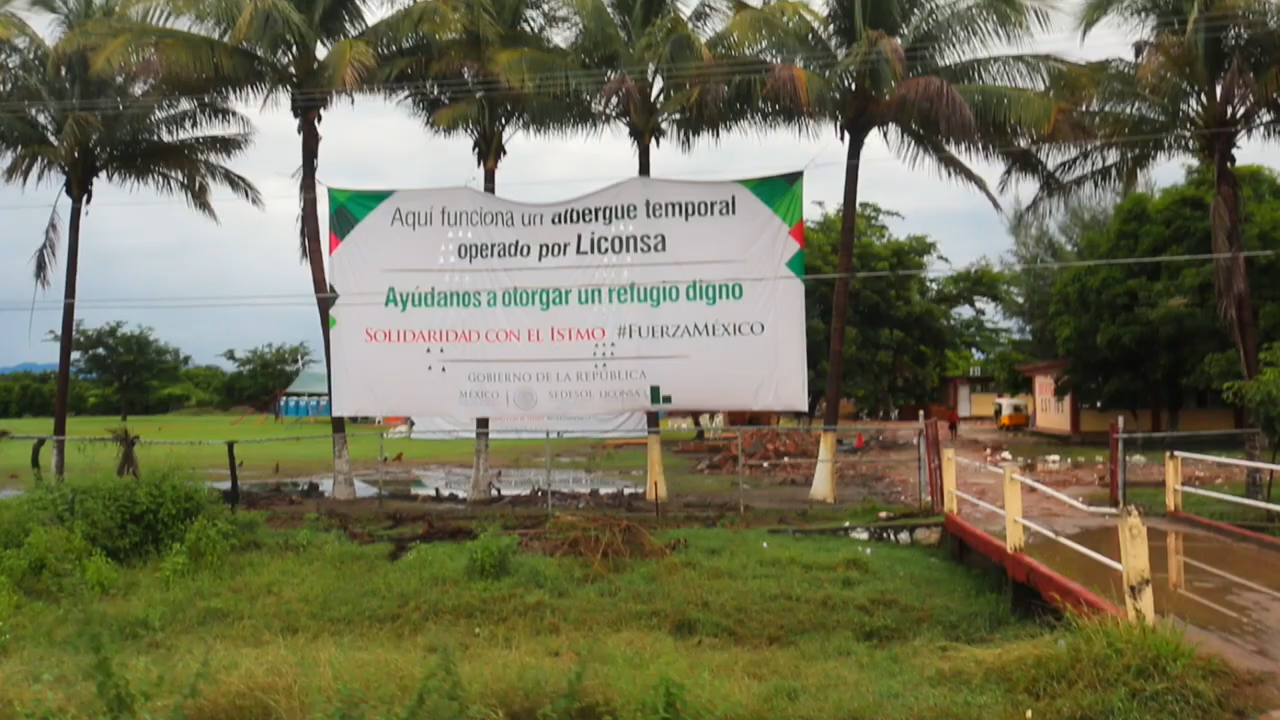 Aquí funciona un albergue temporal
operado por Liconsa
Ayúdanos a otorgar un refugio digno
SOLIDARIDAD CON EL ISTMO #FUERZAMÉXICO
GOBIERNO DE LA REPÚBLICA
MÉXICO SEDESOL LICONSA